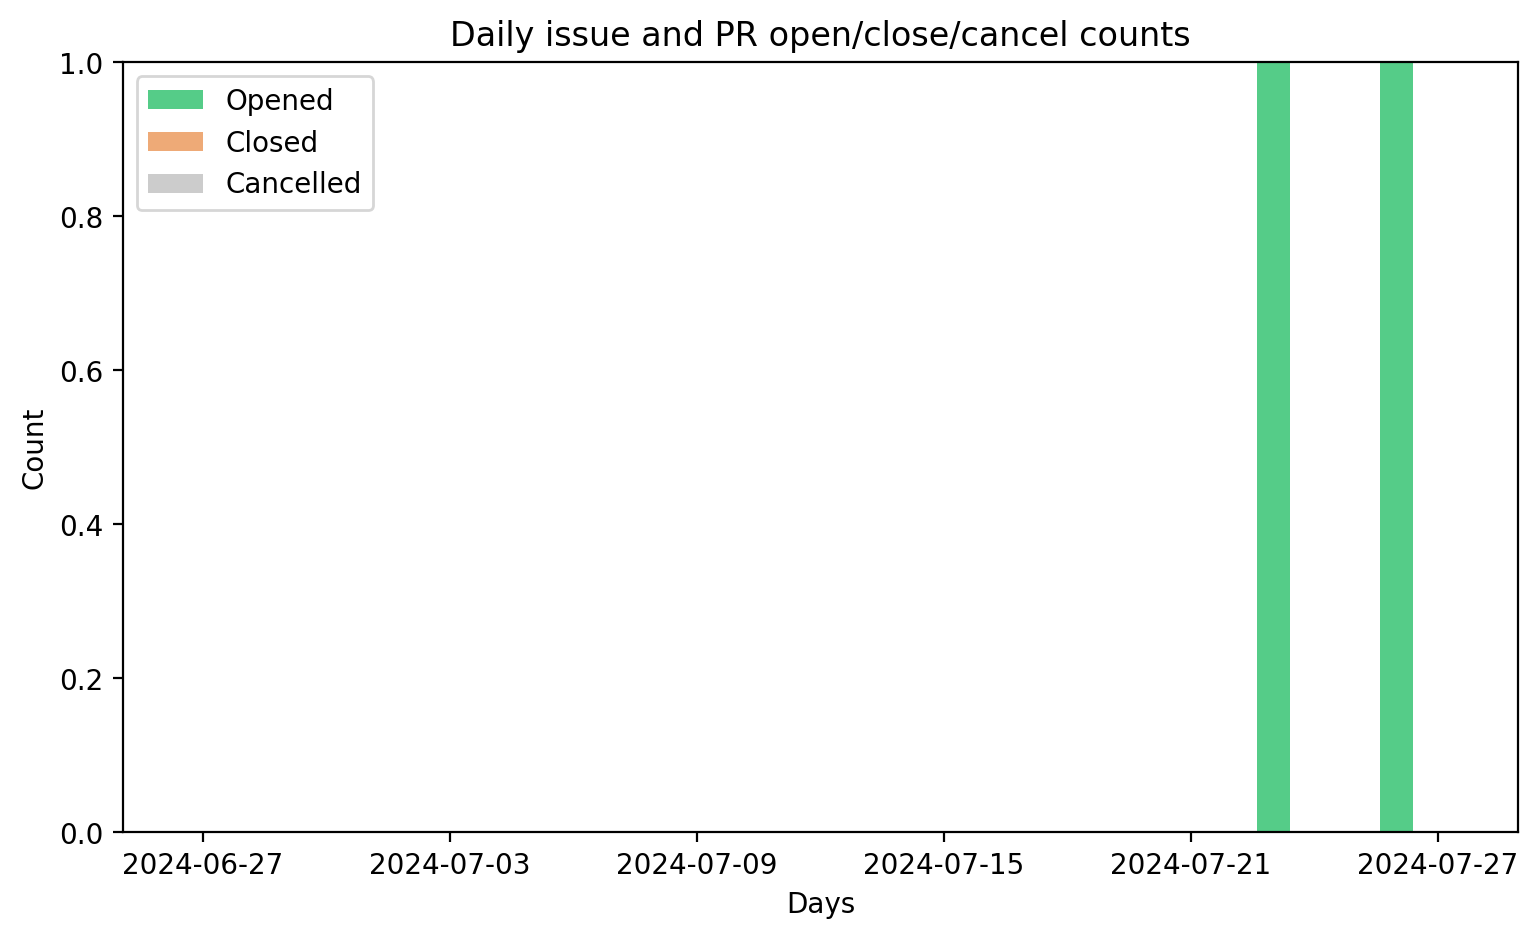 Daily issue and PR open/close/cancel counts
1.0
0.8
0.6
0.4
0.2
0.0
Count
Opened
Closed
Cancelled
2024-06-27
2024-07-03
2024-07-09
2024-07-15
2024-07-21
2024-07-27
Days